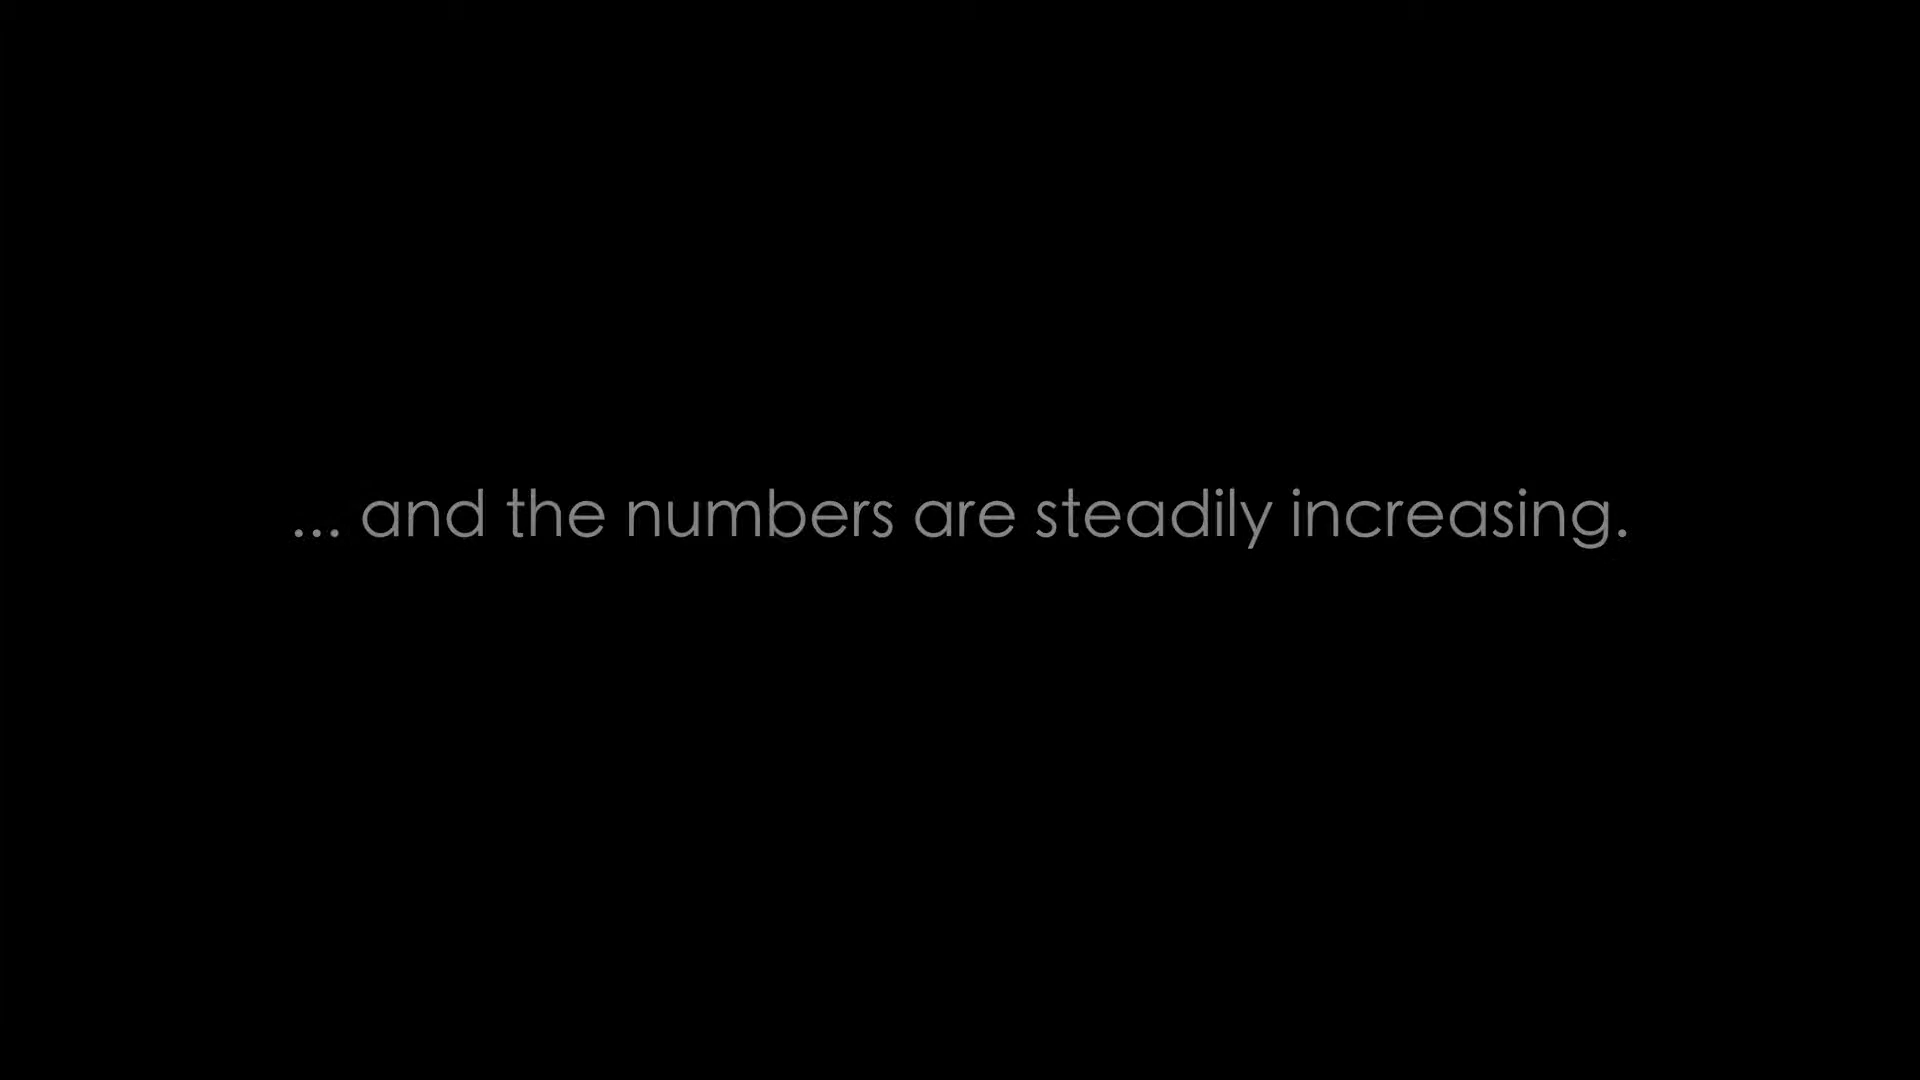 ... and the numbers are steadily increasing.